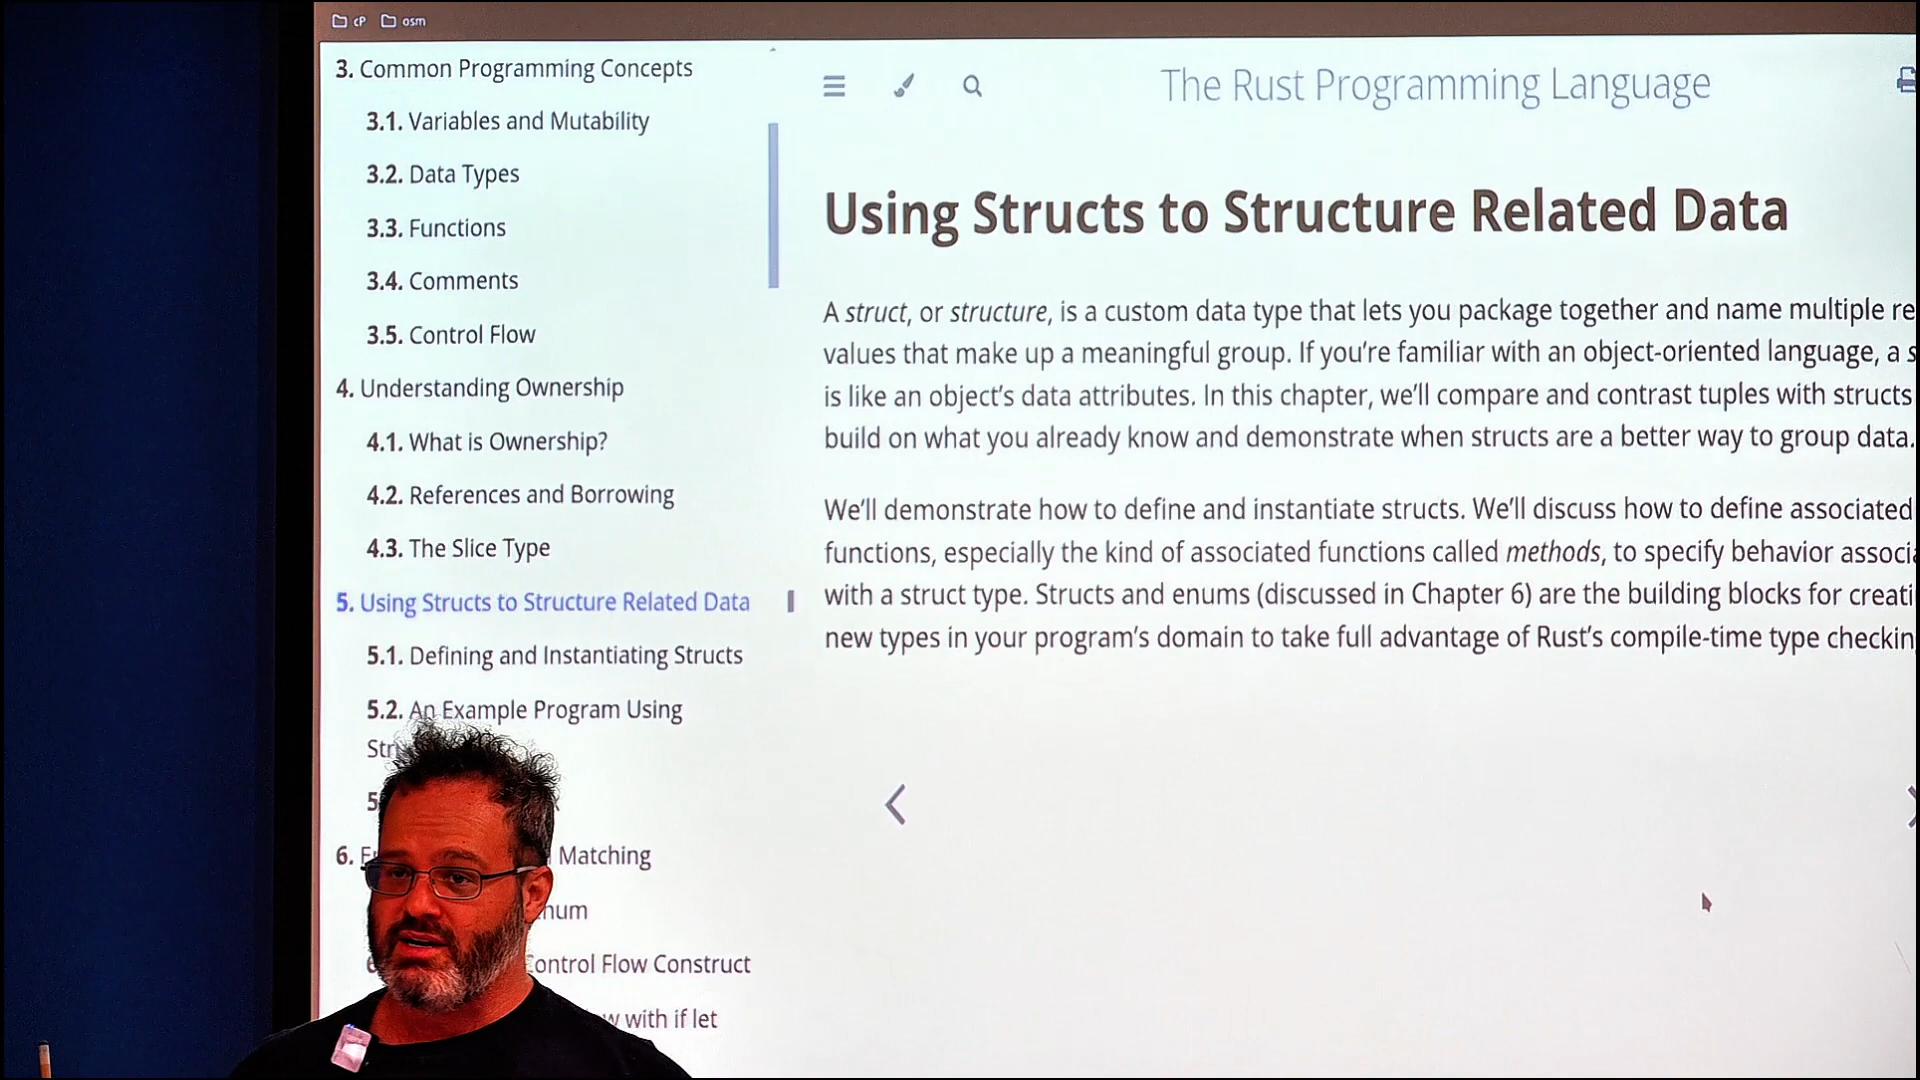 cP osm
3. Common Programming Concepts
3.1. Variables and Mutability
3.2. Data Types
3.3. Functions
3.4. Comments
3.5. Control Flow
4. Understanding Ownership
4.1. What is Ownership?
4.2. References and Borrowing
4.3. The Slice Type
5. Using Structs to Structure Related Data
5.1. Defining and Instantiating Structs
5.2. An Example Program Using
6. Matching
Control Flow Construct
with if let
The Rust Programming Language
Using Structs to Structure Related Data
A struct, or structure, is a custom data type that lets you package together and name multiple re
values that make up a meaningful group. If you’re familiar with an object-oriented language, a s
is like an object’s data attributes. In this chapter, we’ll compare and contrast tuples with structs
build on what you already know and demonstrate when structs are a better way to group data.
We’ll demonstrate how to define and instantiate structs. We’ll discuss how to define associated
functions, especially the kind of associated functions called methods, to specify behavior associ
with a struct type. Structs and enums (discussed in Chapter 6) are the building blocks for creati
new types in your program’s domain to take full advantage of Rust’s compile-time type checkin